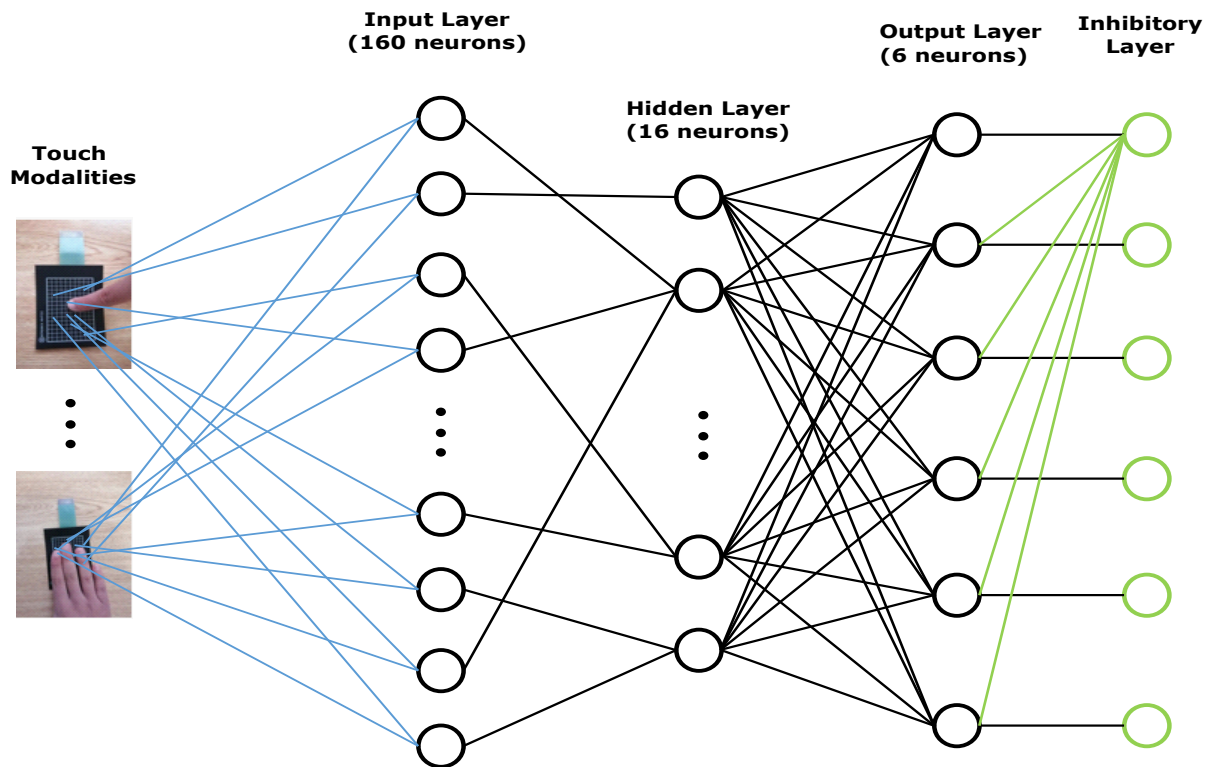 Input Layer
(160 neurons)
Output Layer
(6 neurons)
Inhibitory
Layer
Hidden Layer
(16 neurons)
Touch
Modalities